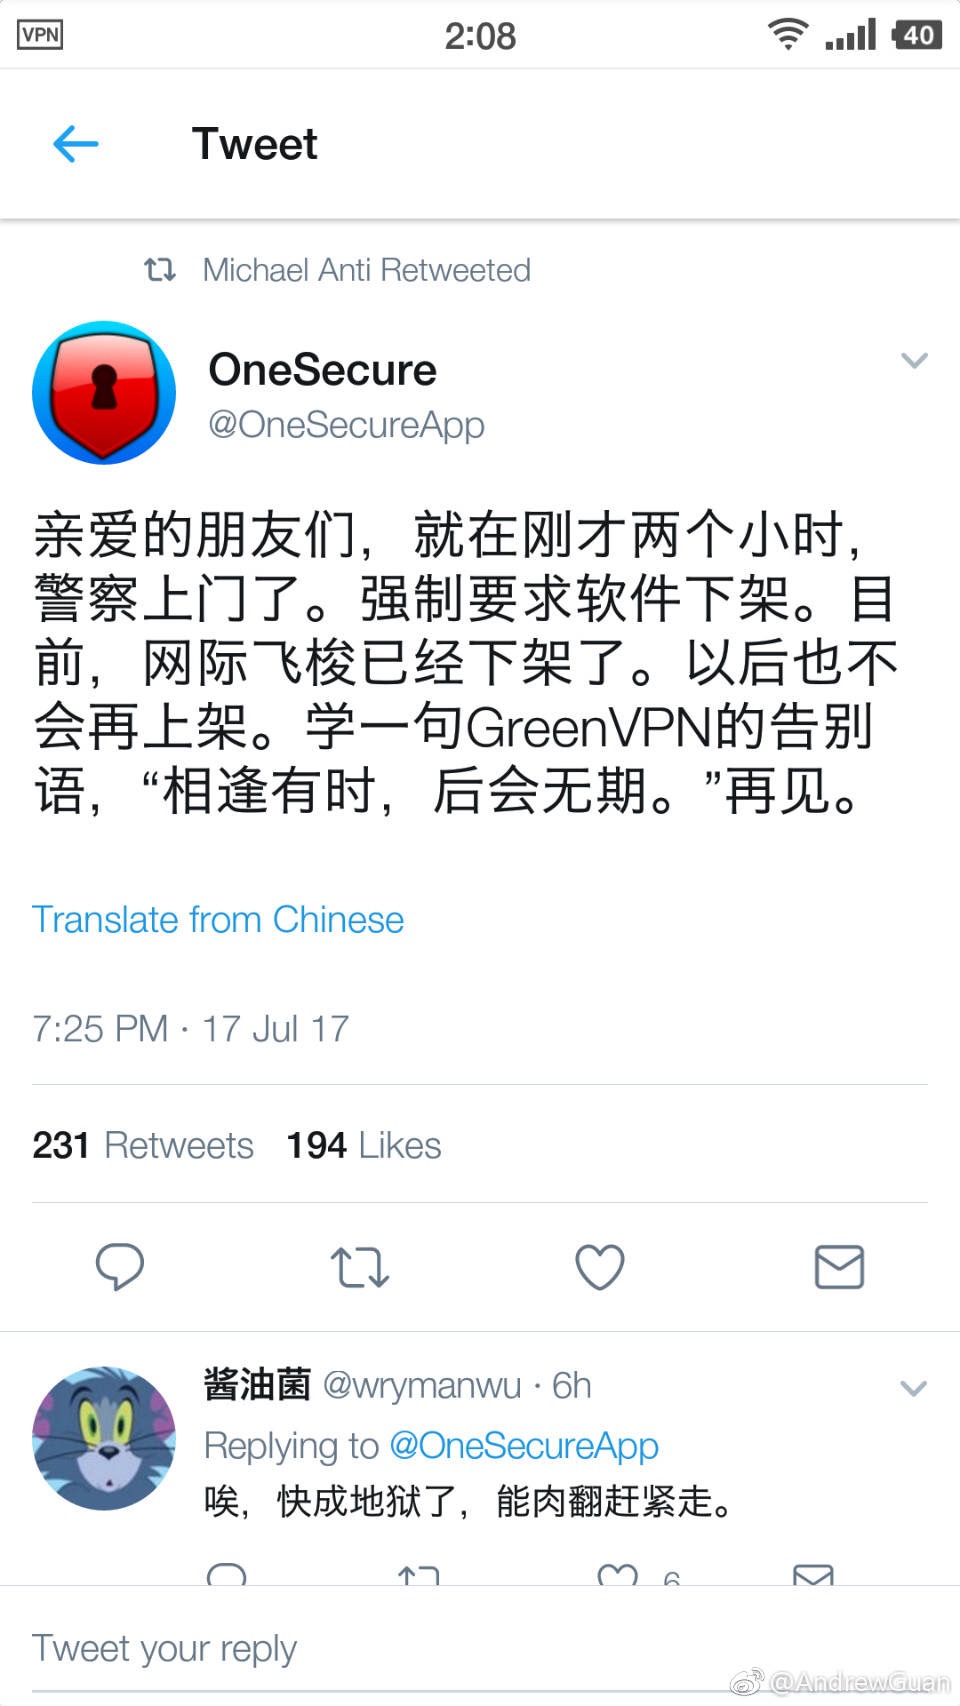 VPN 2:08 40
Tweet
Michael Anti Retweeted
OneSecure
@OneSecureApp
亲爱的朋友们，就在刚才两个小时，
警察上门了。强制要求软件下架。目
前，网际飞梭已经下架了。以后也不
会再上架。学一句GreenVPN的告别
语，“相逢有时，后会无期。”再见。
Translate from Chinese
7:25 PM · 17 Jul 17
231 Retweets 194 Likes
酱油菌 @wrymanwu · 6h
Replying to @OneSecureApp
唉，快成地狱了，能肉翻赶紧走。
6
Tweet your reply
@AndrewGuan